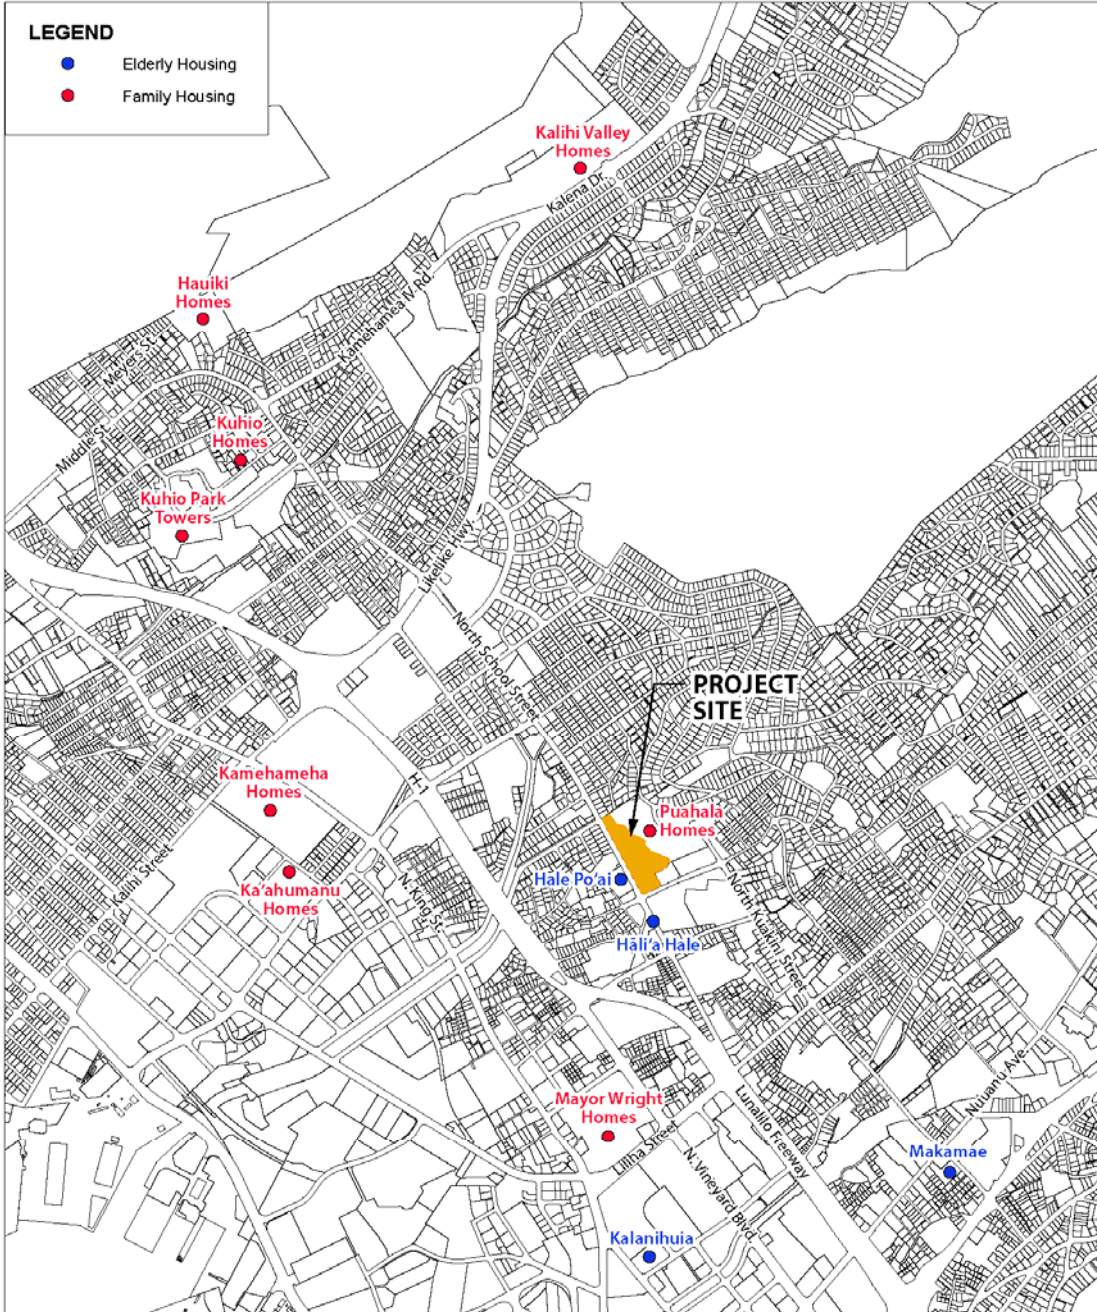 LEGEND
Elderly Housing
Family Housing
Kalihi Valley
Homes
Kalena Dr.
Hauiki
Homes
Meyers St.
Kamehamea IV Rd
Kuhio
Homes
Middle St.
Kuhio Park
Towers
Likelike Hwy.
North School Street
PROJECT
SITE
Kamehameha
Homes
H-1
Puahala
Homes
Kalihi Street
Ka‘ahumanu
Homes
N. King St.
Hale Po‘ai
North Kuakini Street
Hāli‘a Hale
Mayor Wright
Homes
Liliha Street
Lunalilo Freeway
Nuuanu Ave.
N. Vineyard Blvd
Makamae
Kalanihuia